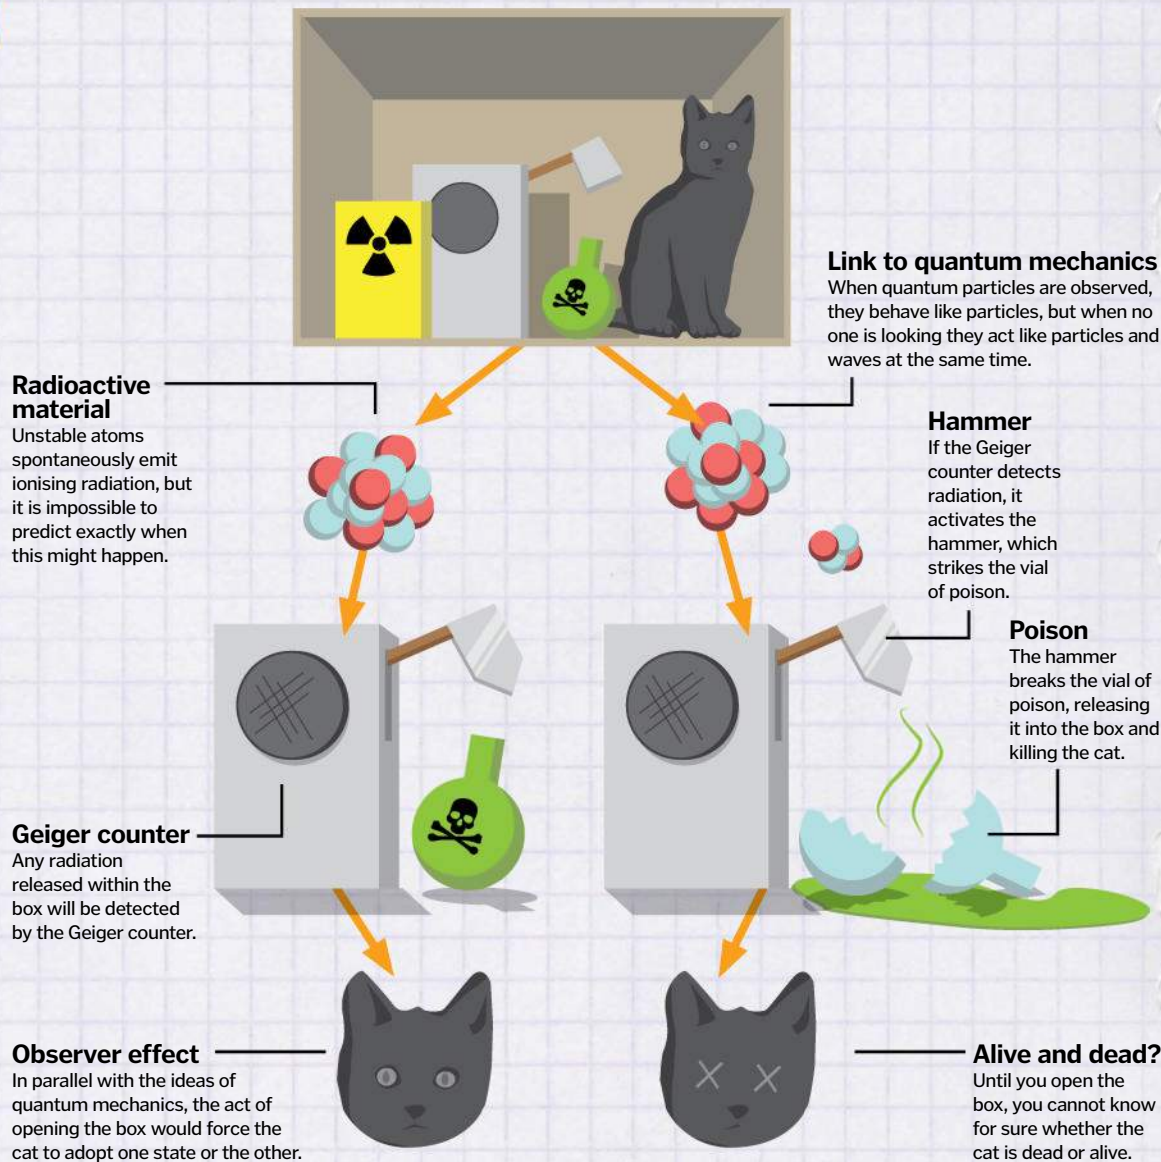 Link to quantum mechanics
When quantum particles are observed,
they behave like particles, but when no
one is looking they act like particles and
waves at the same time.
Radioactive
material
Unstable atoms
spontaneously emit
ionising radiation, but
it is impossible to
predict exactly when
this might happen.
Hammer
If the Geiger
counter detects
radiation, it
activates the
hammer, which
strikes the vial
of poison.
Poison
The hammer
breaks the vial of
poison, releasing
it into the box and
killing the cat.
Geiger counter
Any radiation
released within the
box will be detected
by the Geiger counter.
Observer effect
In parallel with the ideas of
quantum mechanics, the act of
opening the box would force the
cat to adopt one state or the other.
Alive and dead?
Until you open the
box, you cannot know
for sure whether the
cat is dead or alive.